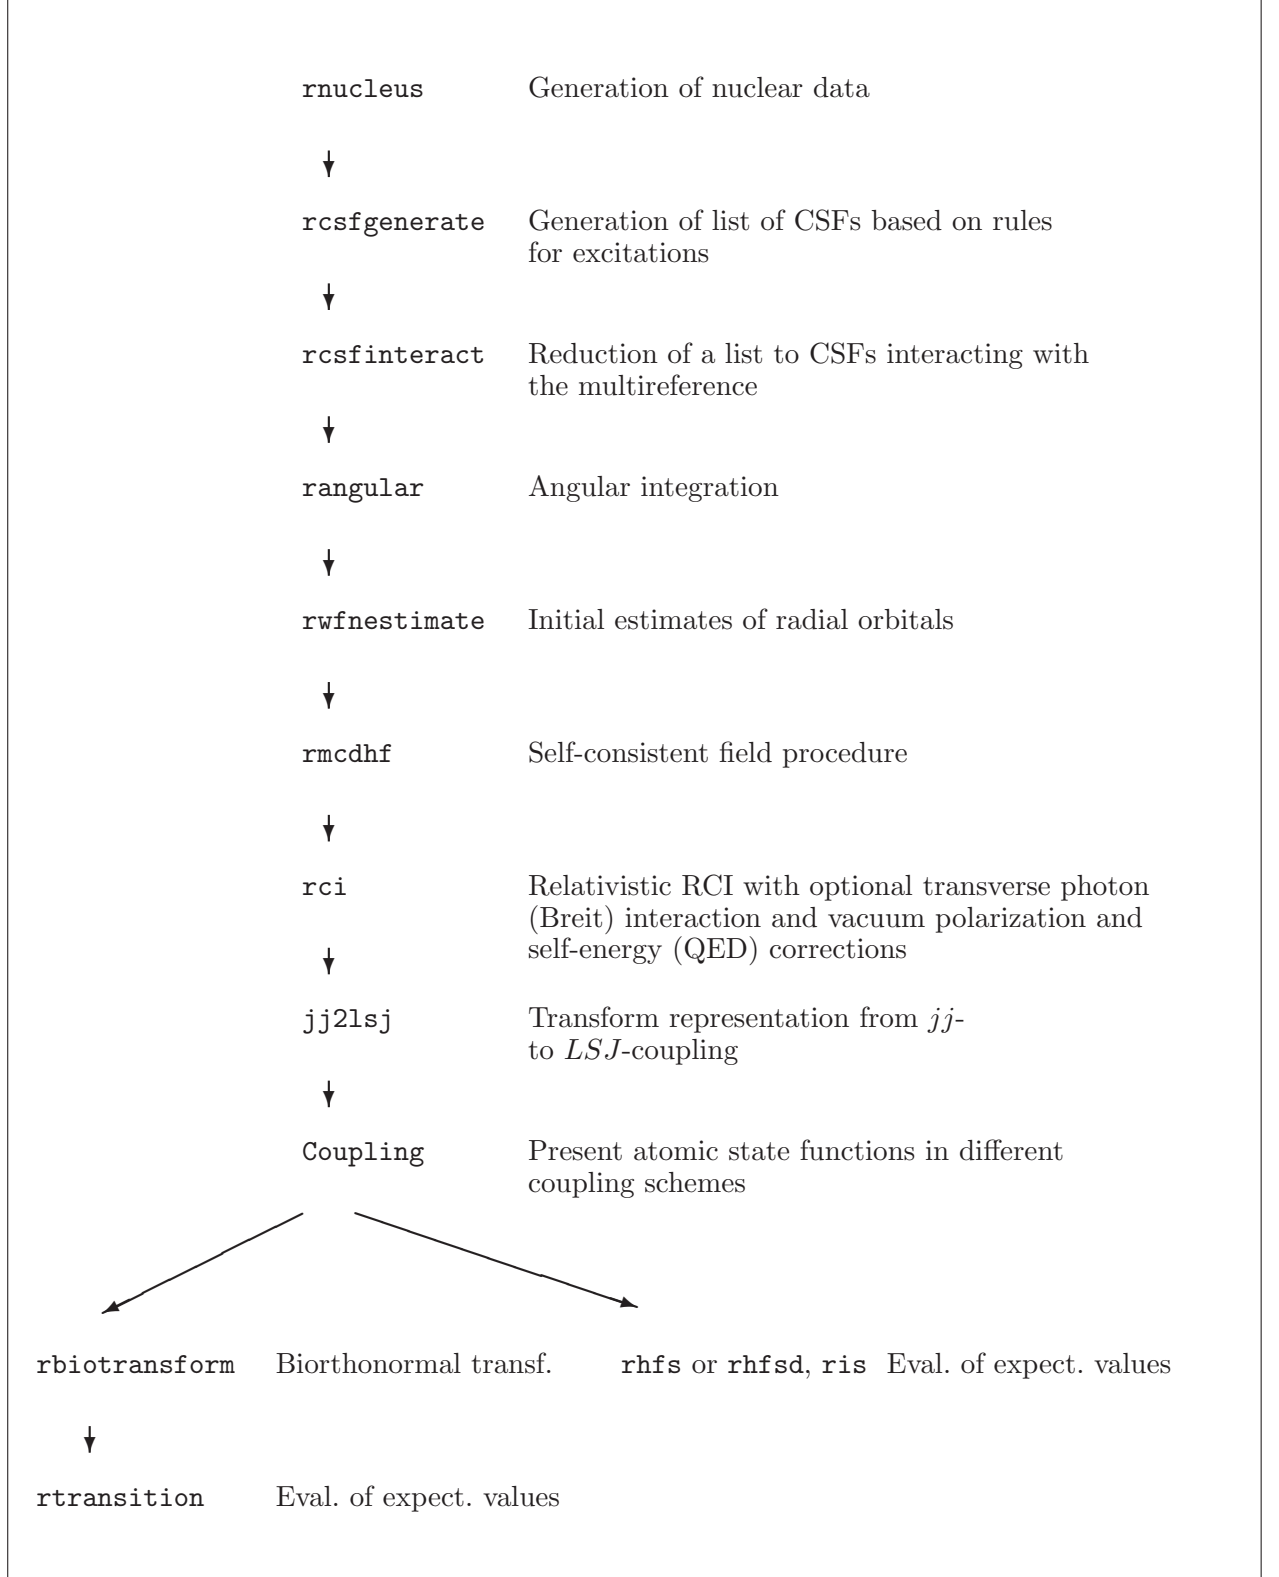 rnucleus Generation of nuclear data
rcsfgenerate Generation of list of CSFs based on rules
for excitations
rcsfinteract Reduction of a list to CSFs interacting with
the multireference
rangular Angular integration
rwfnestimate Initial estimates of radial orbitals
rmcdhf Self-consistent field procedure
rci Relativistic RCI with optional transverse photon
(Breit) interaction and vacuum polarization and
self-energy (QED) corrections
jj2lsj Transform representation from jj-
to LSJ-coupling
Coupling Present atomic state functions in different
coupling schemes
rbiotransform Biorthonormal transf. rhfs or rhfsd, ris Eval. of expect. values
rtransition Eval. of expect. values